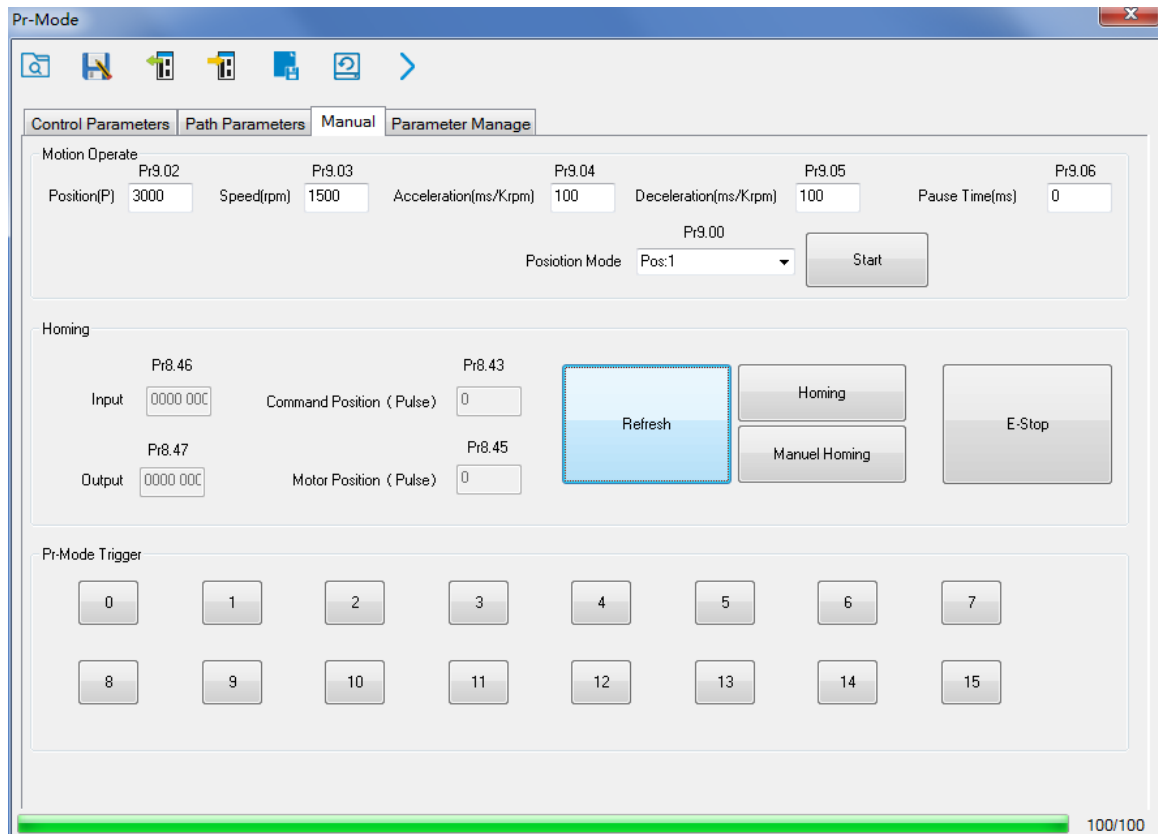 Pr-Mode
Control Parameters Path Parameters Manual Parameter Manage
Motion Operate
Pr9.02 Pr9.03 Pr9.04 Pr9.05 Pr9.06
Position(P) 3000 Speed(rpm) 1500 Acceleration(ms/Krpm) 100 Deceleration(ms/Krpm) 100 Pause Time(ms) 0
Pr9.00
Posiotion Mode Pos:1 Start
Homing
Pr8.46 Pr8.43
Input 0000 000 Command Position ( Pulse) 0
Refresh Homing E-Stop
Pr8.47 Pr8.45
Manuel Homing
Output 0000 000 Motor Position ( Pulse) 0
Pr-Mode Trigger
0 1 2 3 4 5 6 7
8 9 10 11 12 13 14 15
100/100